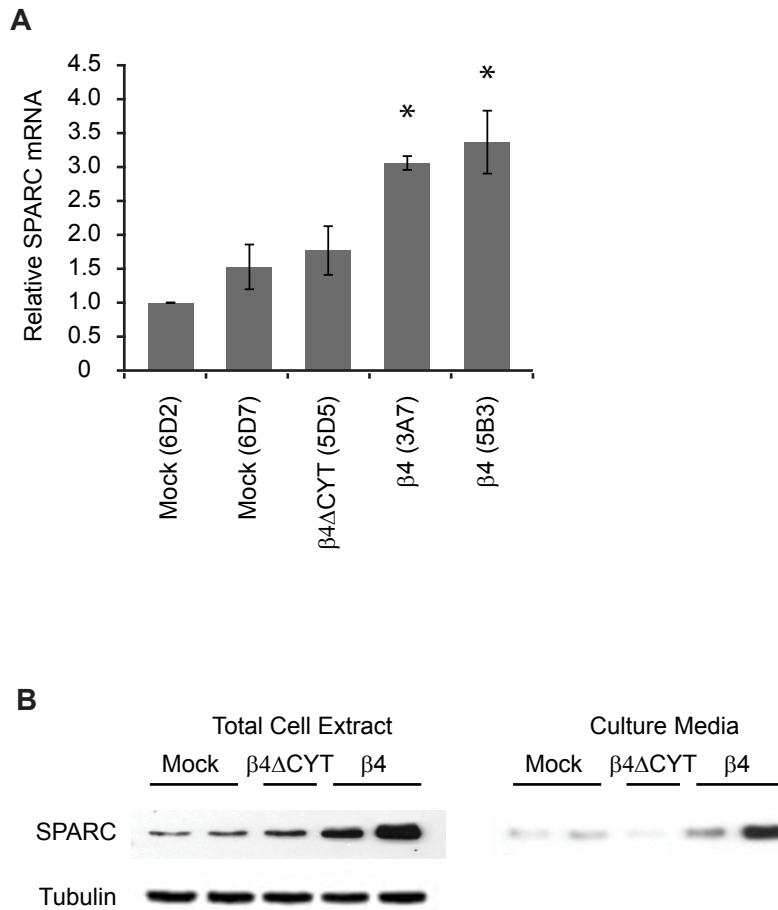 A
Relative SPARC mRNA
4.5
4.0
3.5
3.0
2.5
2.0
1.5
1.0
0.5
0
*
*
Mock (6D2)
Mock (6D7)
β4ΔCYT (5D5)
β4 (3A7)
β4 (5B3)
B
Total Cell Extract
Culture Media
Mock β4ΔCYT β4
Mock β4ΔCYT β4
SPARC
Tubulin